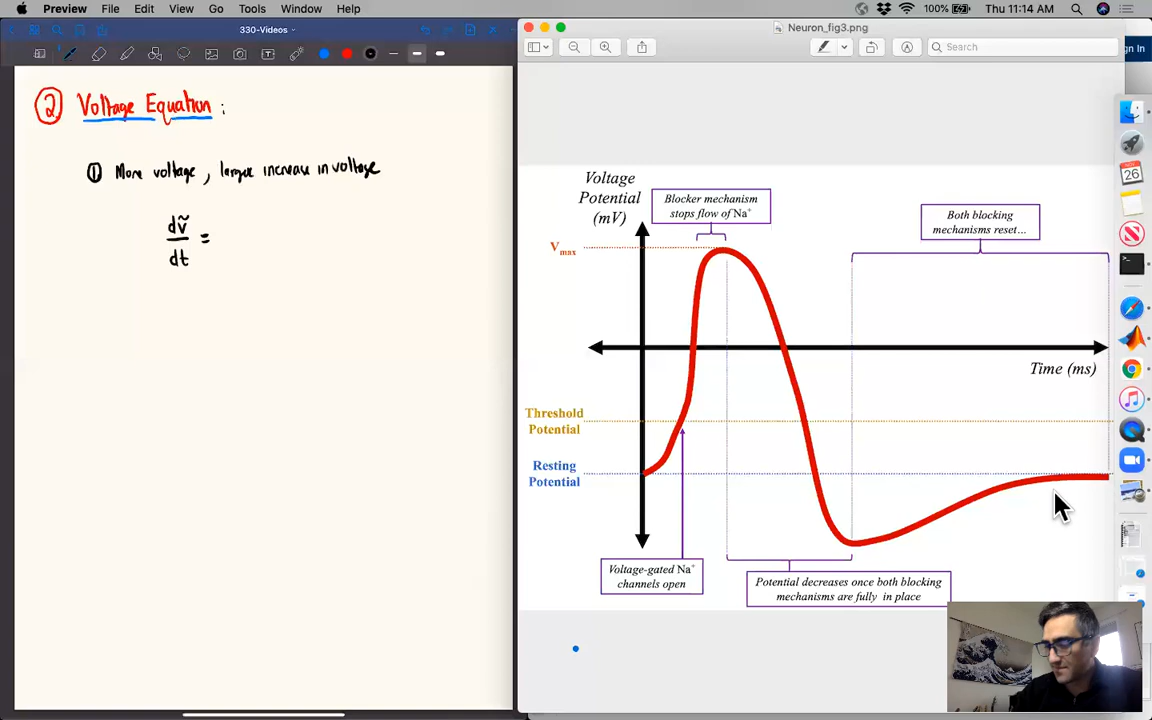 Preview File Edit View Go Tools Window Help
100% Thu 11:14 AM
330-Videos
Neuron_fig3.png
Search
gn In
② Voltage Equation :
① More voltage , larger increase in voltage
dṽ
dt =
Voltage
Potential
(mV)
Blocker mechanism
stops flow of Na⁺
Both blocking
mechanisms reset...
Vmax
Time (ms)
Threshold
Potential
Resting
Potential
Voltage-gated Na⁺
channels open
Potential decreases once both blocking
mechanisms are fully in place
26